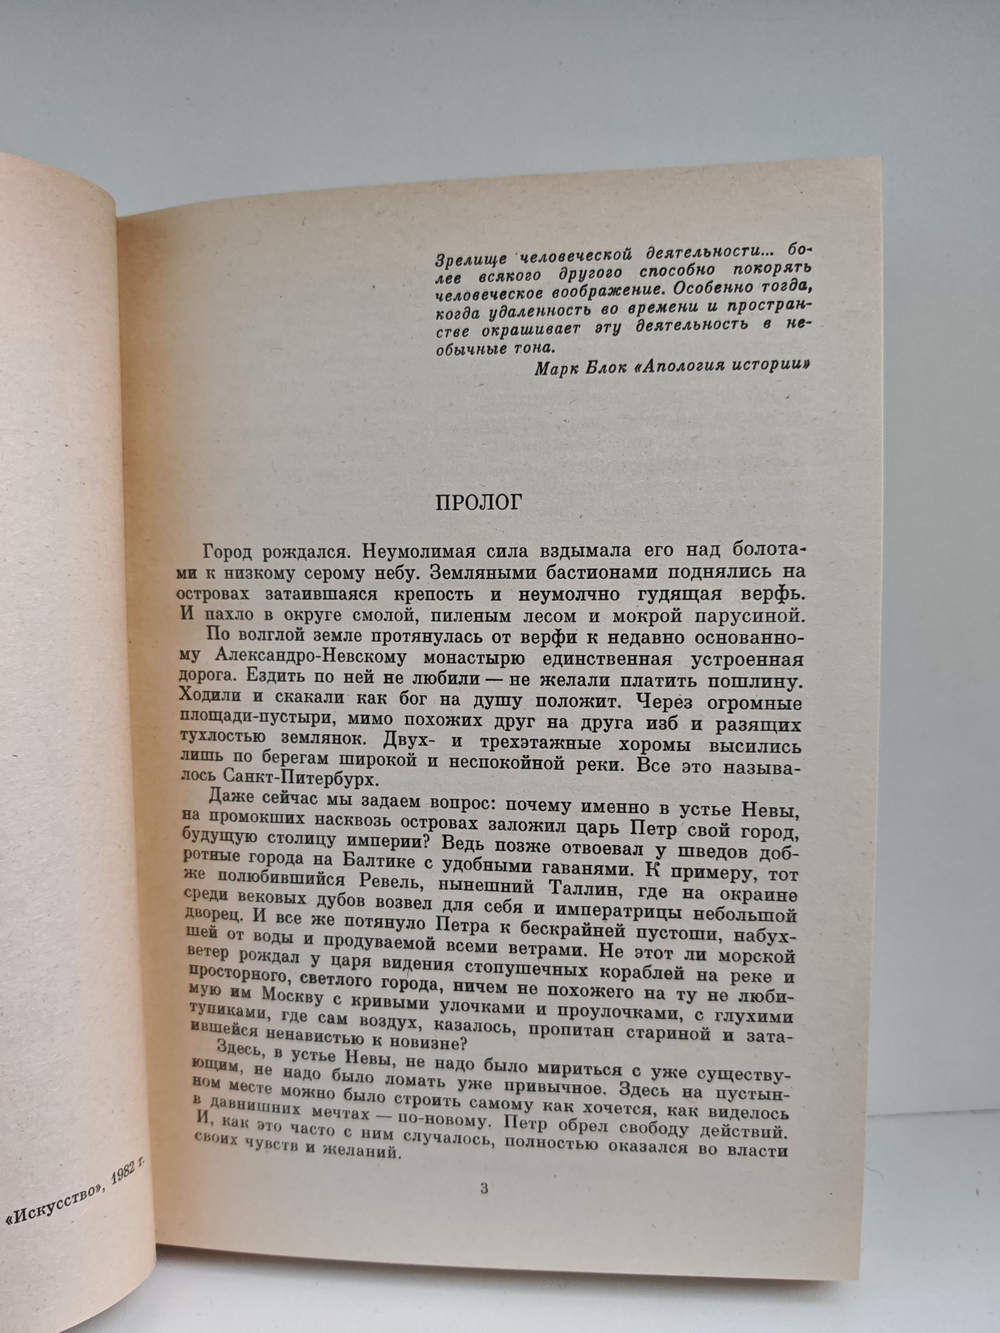 Зрелище человеческой деятельности... бо-
лее всякого другого способно покорять
человеческое воображение. Особенно тогда,
когда удаленность во времени и простран-
стве окрашивает эту деятельность в не-
обычные тона.
Марк Блок «Апология истории»
ПРОЛОГ
Город рождался. Неумолимая сила вздымала его над болота-
ми к низкому серому небу. Земляными бастионами поднялись на
островах затаившаяся крепость и неумолчно гудящая верфь.
И пахло в округе смолой, пиленым лесом и мокрой парусиной.
По волглой земле протянулась от верфи к недавно основанно-
му Александро-Невскому монастырю единственная устроенная
дорога. Ездить по ней не любили — не желали платить пошлину.
Ходили и скакали как бог на душу положит. Через огромные
площади-пустыри, мимо похожих друг на друга изб и разящих
тухлостью землянок. Двух- и трехэтажные хоромы высились
лишь по берегам широкой и неспокойной реки. Все это называ-
лось Санкт-Питербурх.
Даже сейчас мы задаем вопрос: почему именно в устье Невы,
на промокших насквозь островах заложил царь Петр свой город,
будущую столицу империи? Ведь позже отвоевал у шведов доб-
ротные города на Балтике с удобными гаванями. К примеру, тот
же полюбившийся Ревель, нынешний Таллин, где на окраине
среди вековых дубов возвел для себя и императрицы небольшой
дворец. И все же потянуло Петра к бескрайней пустоши, набух-
шей от воды и продуваемой всеми ветрами. Не этот ли морской
ветер рождал у царя видения стопушечных кораблей на реке и
просторного, светлого города, ничем не похожего на ту не люби-
мую им Москву с кривыми улочками и проулочками, с глухими
тупиками, где сам воздух, казалось, пропитан стариной и зата-
ившейся ненавистью к новизне?
Здесь, в устье Невы, не надо было мириться с уже существу-
ющим, не надо было ломать уже привычное. Здесь на пустын-
ном месте можно было строить самому как хочется, как виделось
в давнишних мечтах — по-новому. Петр обрел свободу действий.
И, как это часто с ним случалось, полностью оказался во власти
своих чувств и желаний.
3
«Искусство», 1982 г.